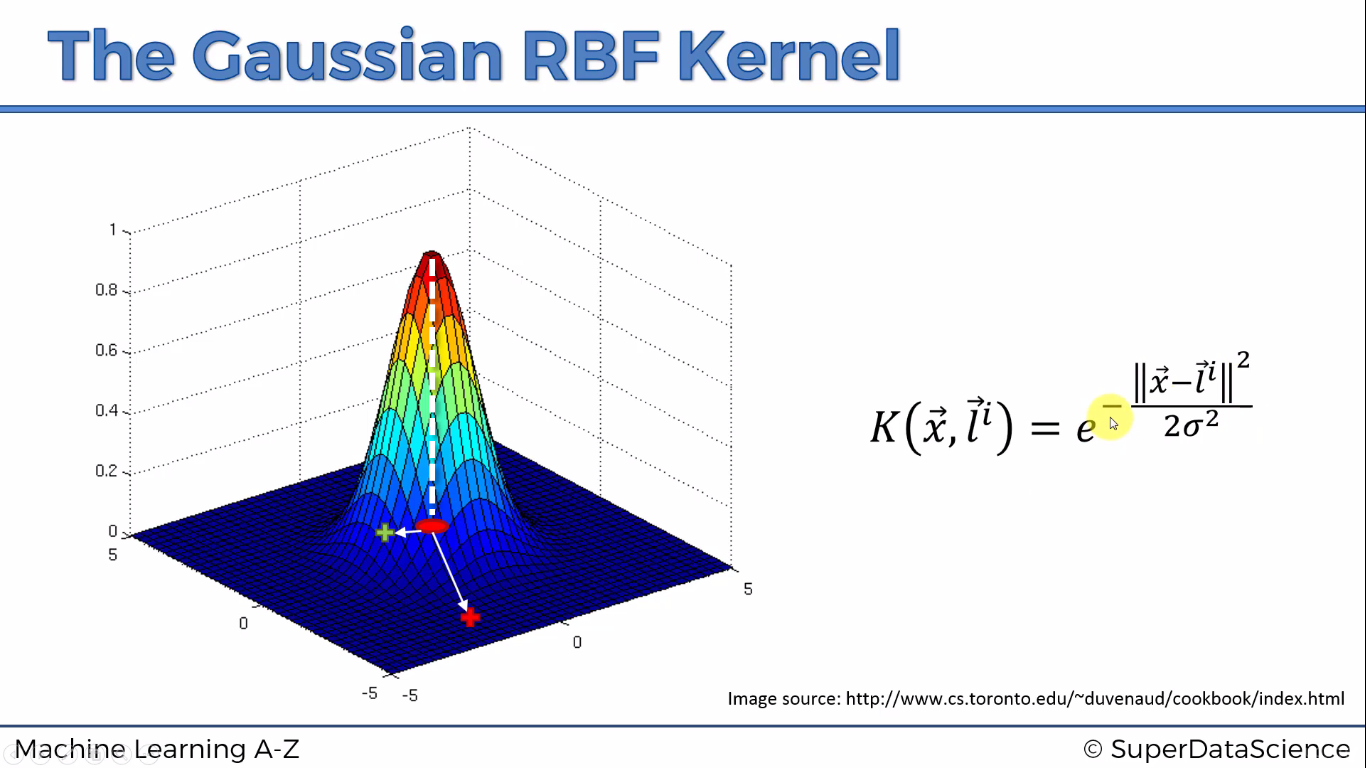 The Gaussian RBF Kernel
1
0.8
0.6
0.4
0.2
0
5
0
-5
-5
0
5
K(x⃗, l⃗ⁱ) = e^(−‖x⃗−l⃗ⁱ‖²/2σ²)
Image source: http://www.cs.toronto.edu/~duvenaud/cookbook/index.html
Machine Learning A-Z
© SuperDataScience